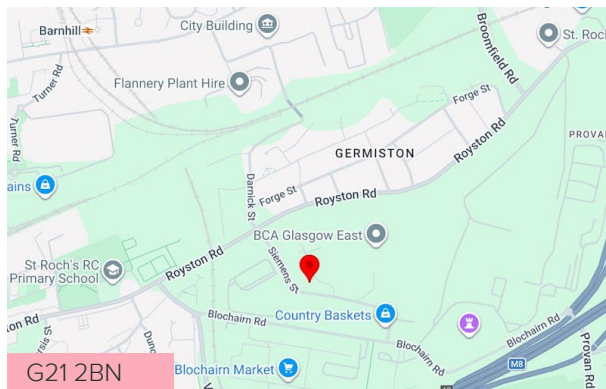 City Building
Barnhill
Broomfield Rd
St. Roch
Turner Rd
Flannery Plant Hire
Forge St
Turner Rd
PROVAN
GERMISTON
Royston Rd
ains
Darnick St
Forge St
Royston Rd
BCA Glasgow East
St Roch's RC
Primary School
Royston Rd
Siemens St
Country Baskets
on Rd
Blochairn Rd
Blochairn Rd
M8
Provan Rd
G21 2BN
Blochairn Market